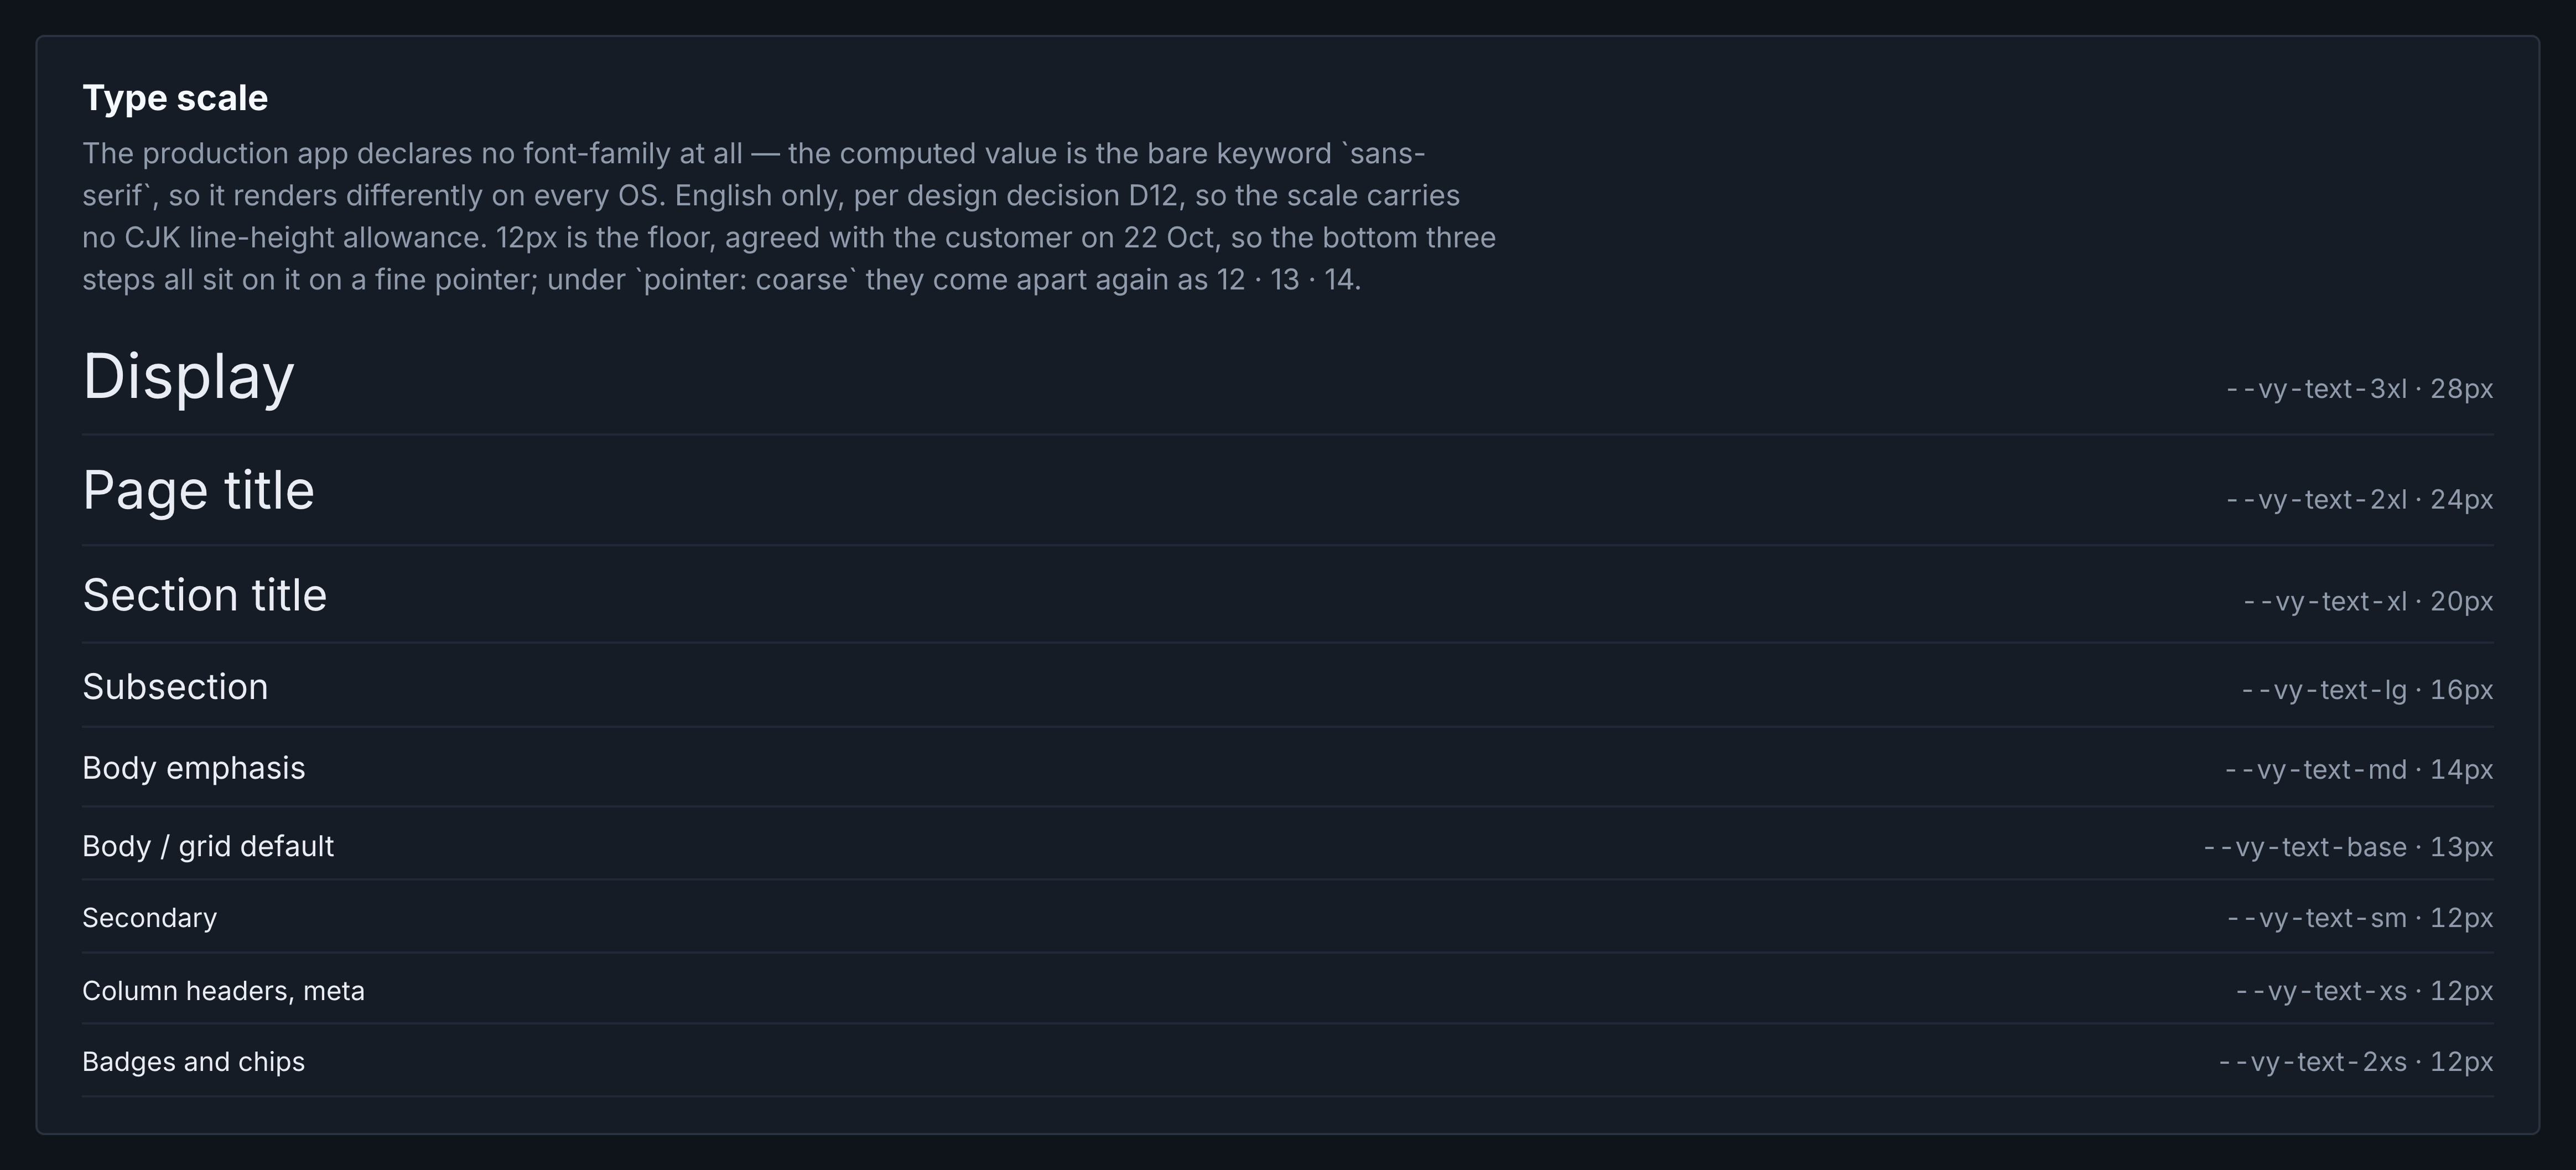 Type scale
The production app declares no font-family at all — the computed value is the bare keyword `sans-
serif`, so it renders differently on every OS. English only, per design decision D12, so the scale carries
no CJK line-height allowance. 12px is the floor, agreed with the customer on 22 Oct, so the bottom three
steps all sit on it on a fine pointer; under `pointer: coarse` they come apart again as 12 · 13 · 14.
Display --vy-text-3xl · 28px
Page title --vy-text-2xl · 24px
Section title --vy-text-xl · 20px
Subsection --vy-text-lg · 16px
Body emphasis --vy-text-md · 14px
Body / grid default --vy-text-base · 13px
Secondary --vy-text-sm · 12px
Column headers, meta --vy-text-xs · 12px
Badges and chips --vy-text-2xs · 12px